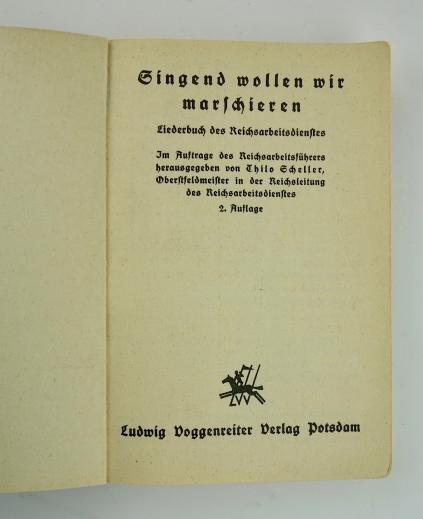 Singend wollen wir
marſchieren
Liederbuch des Reichsarbeitsdienſtes
Im Auftrage des Reichsarbeitsführers
herausgegeben von Thilo Scheller,
Oberſtfeldmeiſter in der Reichsleitung
des Reichsarbeitsdienſtes
2. Auflage
Ludwig Voggenreiter Verlag Potsdam